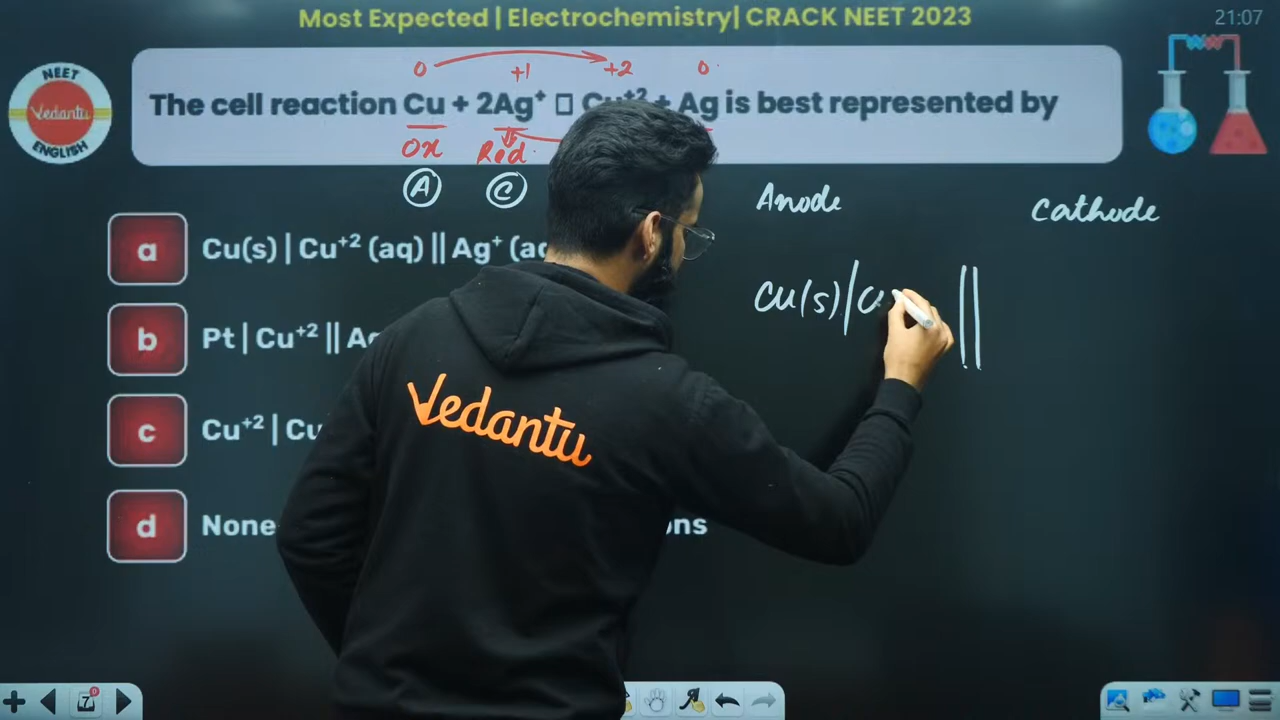 Most Expected | Electrochemistry| CRACK NEET 2023
21:07
NEET
Vedantu
ENGLISH
0 +1 +2 0
The cell reaction Cu + 2Ag⁺ □ Cu⁺² + Ag is best represented by
Ox Red
A C
Anode Cathode
a Cu(s) | Cu⁺² (aq) || Ag⁺ (aq
Cu(s)|C ||
b Pt | Cu⁺² || Ag
c Cu⁺² | Cu
d None ons
Vedantu